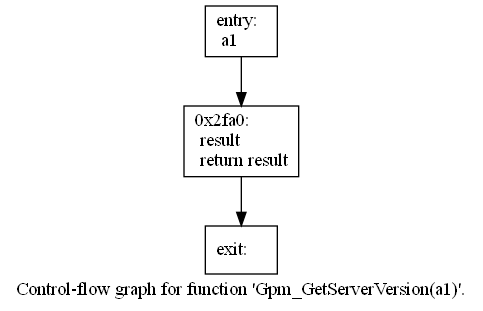 entry:
a1
0x2fa0:
result
return result
exit:
Control-flow graph for function 'Gpm_GetServerVersion(a1)'.